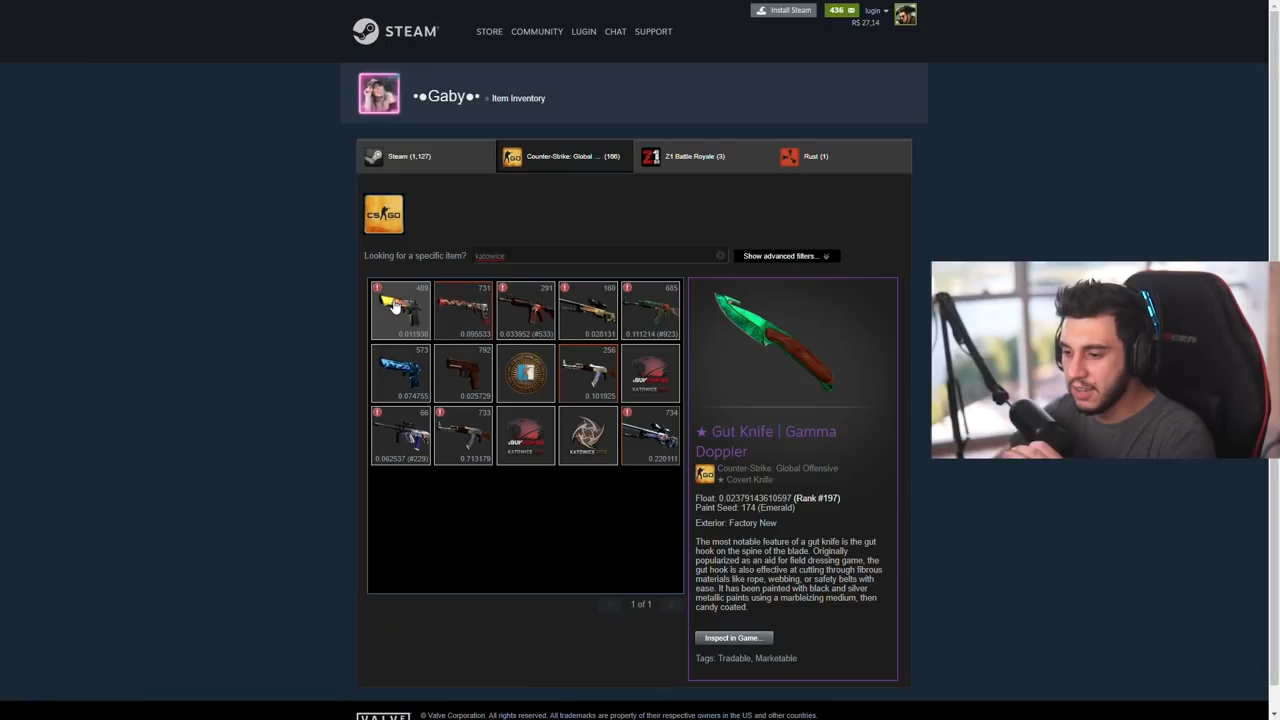 Install Steam
436
lugin
R$ 27,14
STEAM
STORE COMMUNITY LUGIN CHAT SUPPORT
•●Gaby●• » Item Inventory
Steam (1,127)
Counter-Strike: Global ... (166)
Z1 Battle Royale (3)
Rust (1)
CS GO
Looking for a specific item? katowice
Show advanced filters...
409 731 291 160 685
0.011938 0.095533 0.033952 (#533) 0.028131 0.111214 (#923)
573 792 256
0.074755 0.025729 0.101925
66 733 734
0.062537 (#229) 0.713179 0.220111
1 of 1
★ Gut Knife | Gamma
Doppler
Counter-Strike: Global Offensive
★ Covert Knife
Float: 0.02379143610597 (Rank #197)
Paint Seed: 174 (Emerald)
Exterior: Factory New
The most notable feature of a gut knife is the gut
hook on the spine of the blade. Originally
popularized as an aid for field dressing game, the
gut hook is also effective at cutting through fibrous
materials like rope, webbing, or safety belts with
ease. It has been painted with black and silver
metallic paints using a marbleizing medium, then
candy coated.
Inspect in Game...
Tags: Tradable, Marketable
VALVE
© Valve Corporation. All rights reserved. All trademarks are property of their respective owners in the US and other countries.